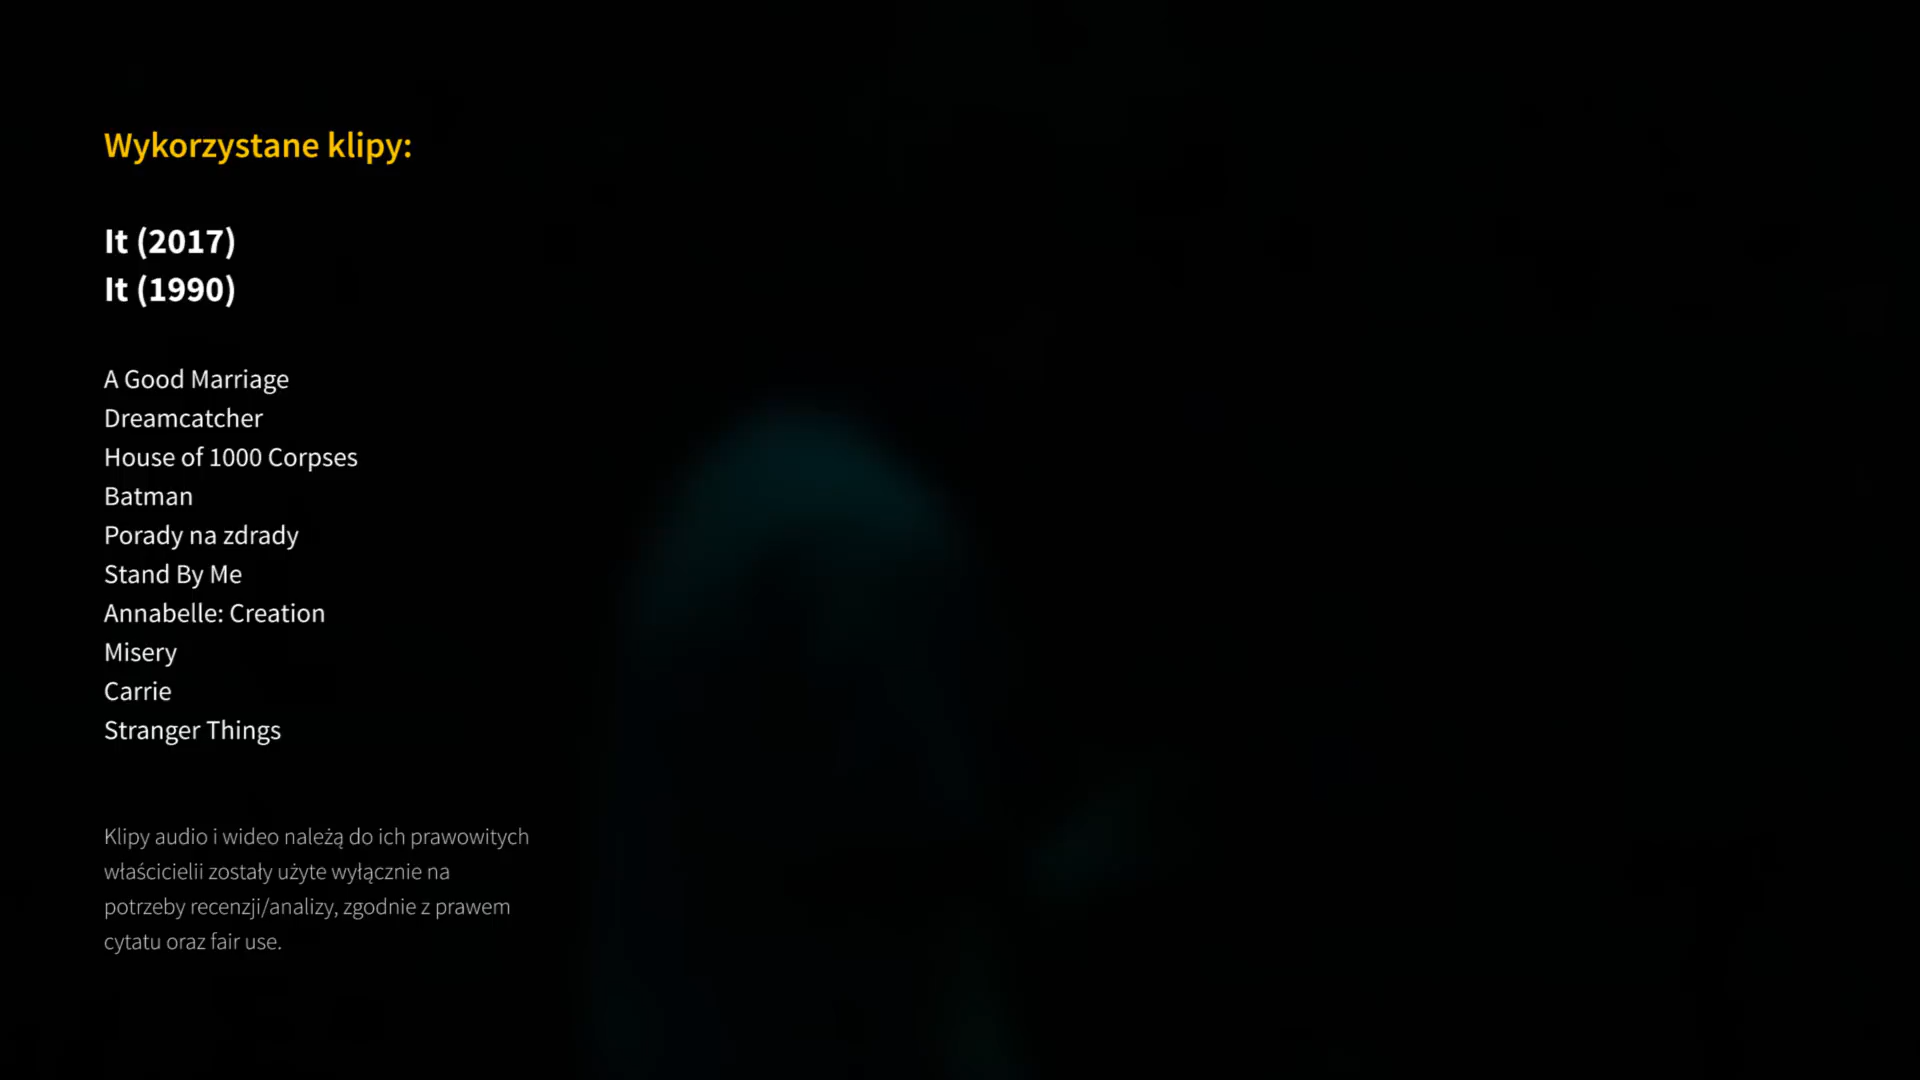 Wykorzystane klipy:
It (2017)
It (1990)
A Good Marriage
Dreamcatcher
House of 1000 Corpses
Batman
Porady na zdrady
Stand By Me
Annabelle: Creation
Misery
Carrie
Stranger Things
Klipy audio i wideo należą do ich prawowitych
właścicielii zostały użyte wyłącznie na
potrzeby recenzji/analizy, zgodnie z prawem
cytatu oraz fair use.